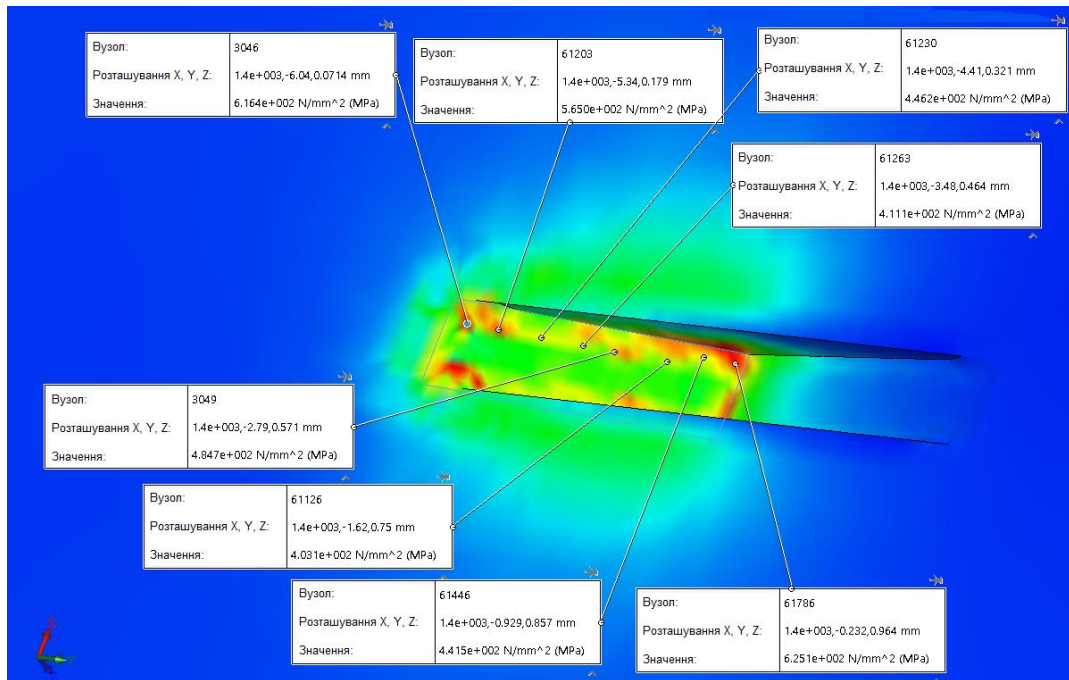 Вузол: 3046
Розташування X, Y, Z: 1.4e+003,-6.04,0.0714 mm
Значення: 6.164e+002 N/mm^2 (MPa)
Вузол: 61203
Розташування X, Y, Z: 1.4e+003,-5.34,0.179 mm
Значення: 5.650e+002 N/mm^2 (MPa)
Вузол: 61230
Розташування X, Y, Z: 1.4e+003,-4.41,0.321 mm
Значення: 4.462e+002 N/mm^2 (MPa)
Вузол: 61263
Розташування X, Y, Z: 1.4e+003,-3.48,0.464 mm
Значення: 4.111e+002 N/mm^2 (MPa)
Вузол: 3049
Розташування X, Y, Z: 1.4e+003,-2.79,0.571 mm
Значення: 4.847e+002 N/mm^2 (MPa)
Вузол: 61126
Розташування X, Y, Z: 1.4e+003,-1.62,0.75 mm
Значення: 4.031e+002 N/mm^2 (MPa)
Вузол: 61446
Розташування X, Y, Z: 1.4e+003,-0.929,0.857 mm
Значення: 4.415e+002 N/mm^2 (MPa)
Вузол: 61786
Розташування X, Y, Z: 1.4e+003,-0.232,0.964 mm
Значення: 6.251e+002 N/mm^2 (MPa)